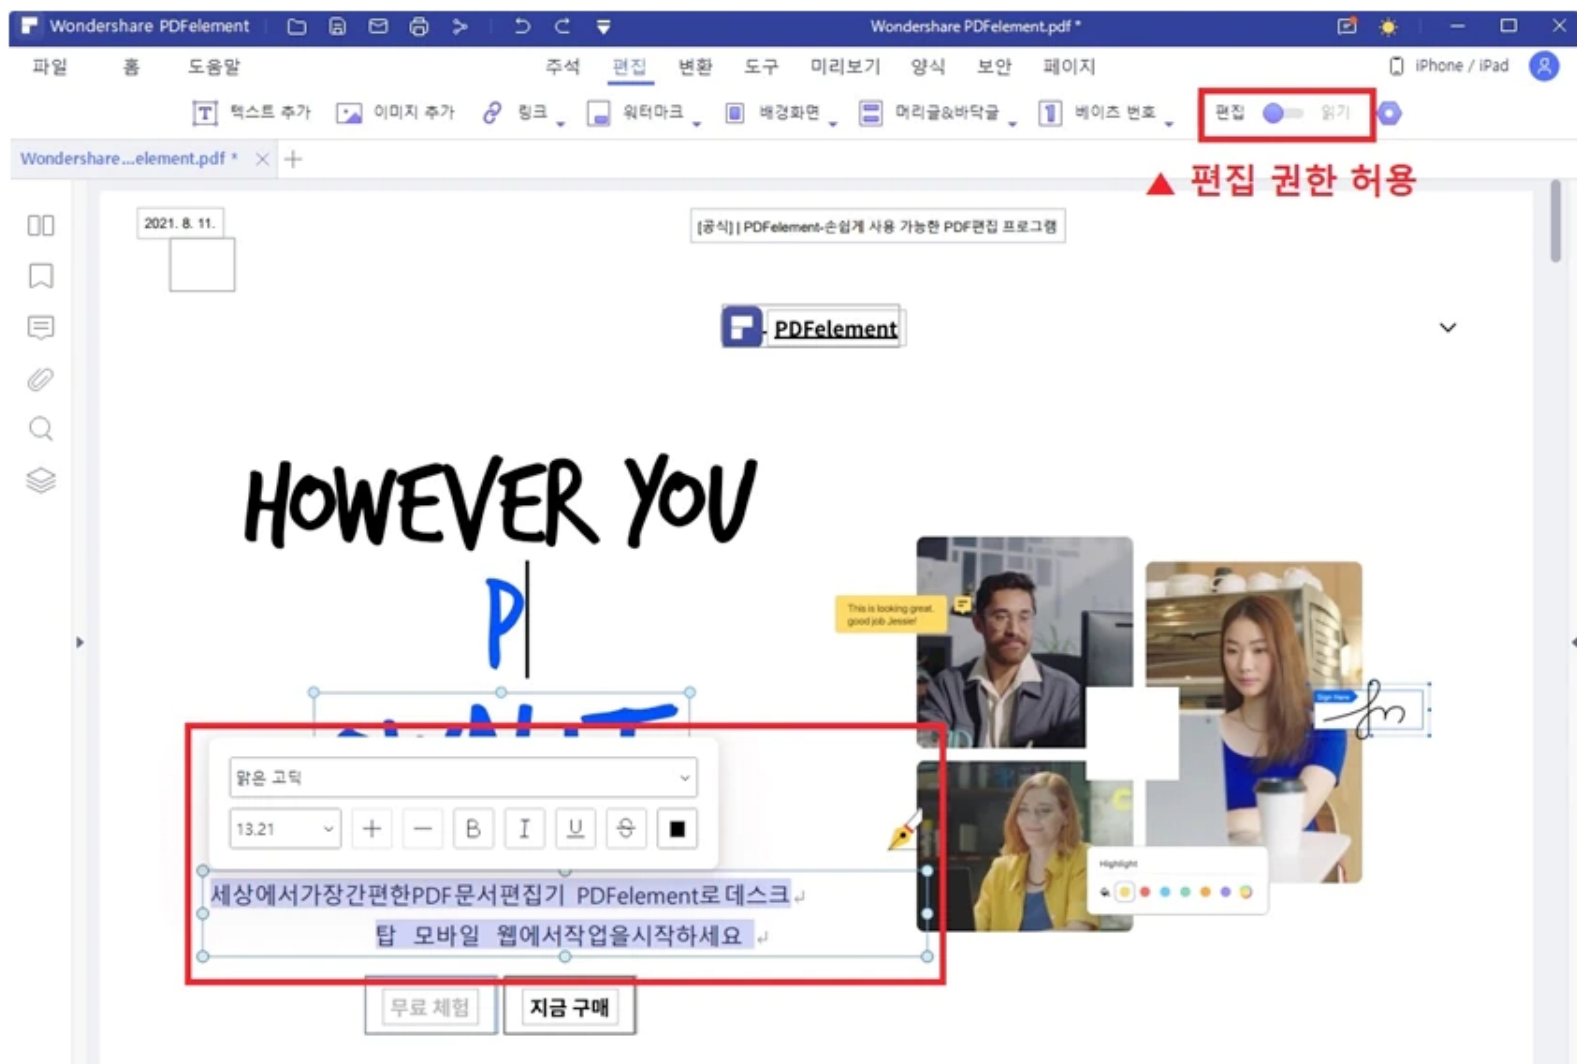 Wondershare PDFelement
Wondershare PDFelement.pdf *
파일 홈 도움말 주석 편집 변환 도구 미리보기 양식 보안 페이지 iPhone / iPad
텍스트 추가 이미지 추가 링크 워터마크 배경화면 머리글&바닥글 베이츠 번호 편집 읽기
Wondershare...element.pdf *
▲ 편집 권한 허용
2021. 8. 11.
[공식] | PDFelement-손쉽게 사용 가능한 PDF편집 프로그램
PDFelement
HOWEVER YOU
P
This is looking great,
good job Jessie!
Sign Here
맑은 고딕
13.21
B I U S
Highlight
세상에서가장간편한PDF문서편집기 PDFelement로데스크
탑 모바일 웹에서작업을시작하세요
무료 체험 지금 구매